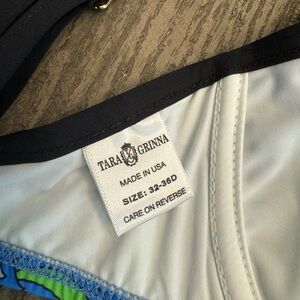 TARA GRINNA
MADE IN USA
SIZE: 32-36D
CARE ON REVERSE